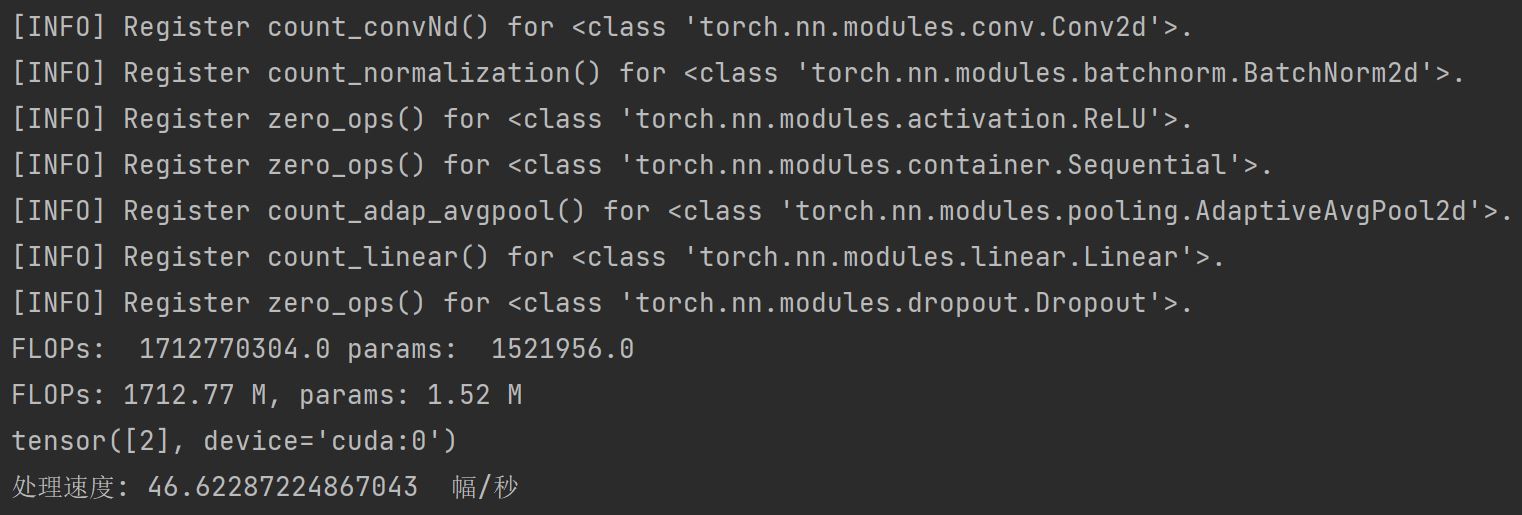 [INFO] Register count_convNd() for <class 'torch.nn.modules.conv.Conv2d'>.
[INFO] Register count_normalization() for <class 'torch.nn.modules.batchnorm.BatchNorm2d'>.
[INFO] Register zero_ops() for <class 'torch.nn.modules.activation.ReLU'>.
[INFO] Register zero_ops() for <class 'torch.nn.modules.container.Sequential'>.
[INFO] Register count_adap_avgpool() for <class 'torch.nn.modules.pooling.AdaptiveAvgPool2d'>.
[INFO] Register count_linear() for <class 'torch.nn.modules.linear.Linear'>.
[INFO] Register zero_ops() for <class 'torch.nn.modules.dropout.Dropout'>.
FLOPs:  1712770304.0 params:  1521956.0
FLOPs: 1712.77 M, params: 1.52 M
tensor([2], device='cuda:0')
处理速度: 46.62287224867043  幅/秒